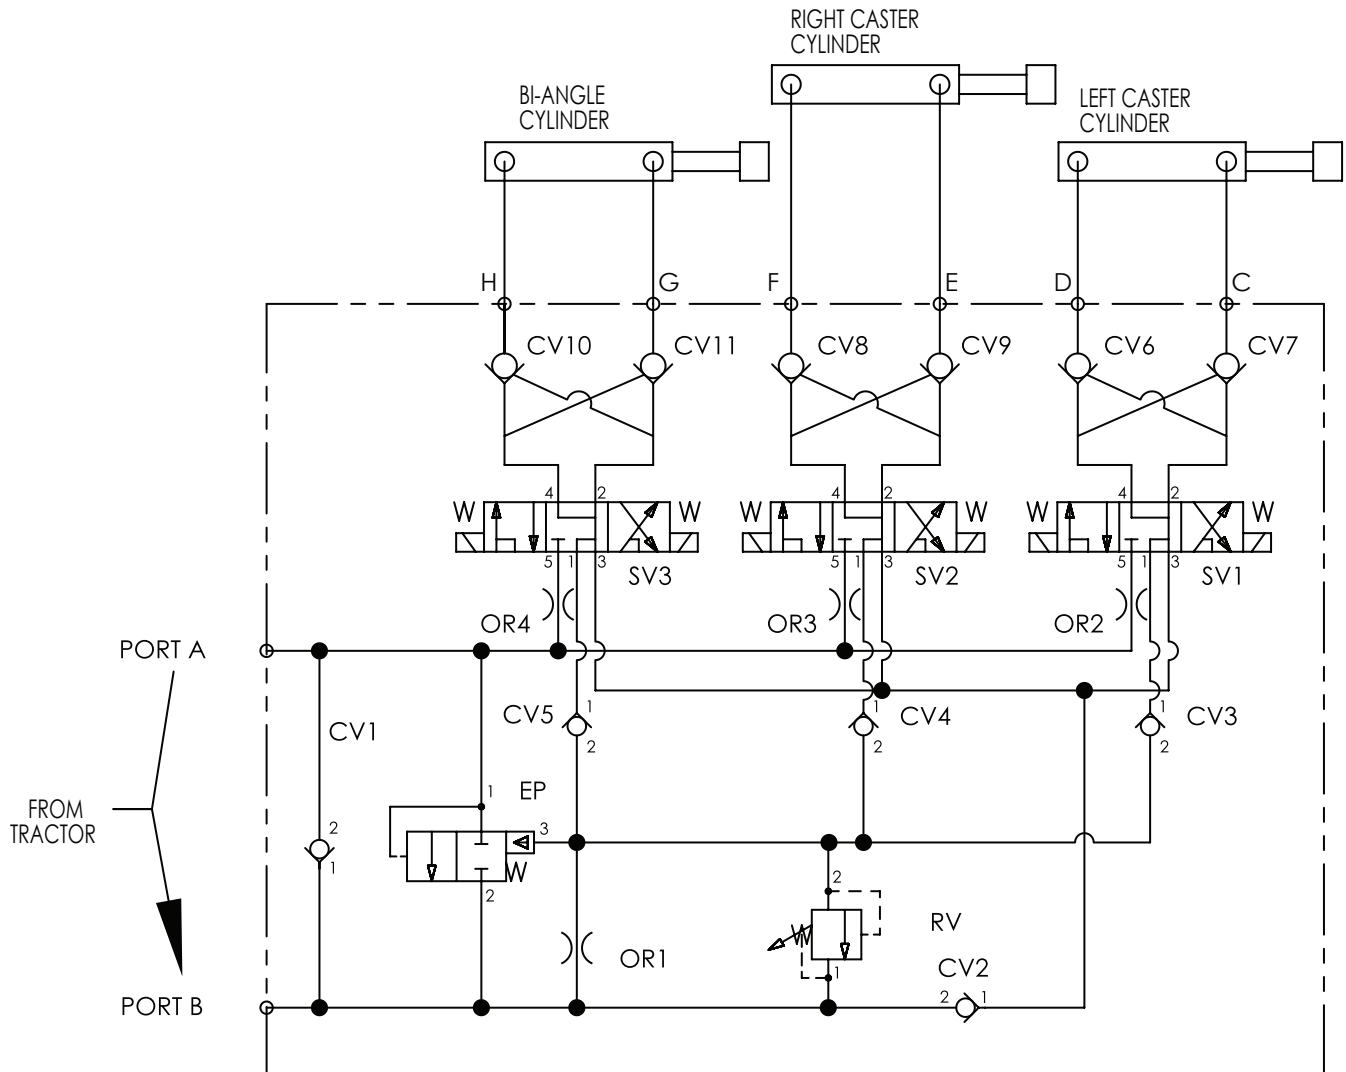 RIGHT CASTER
CYLINDER
BI-ANGLE
CYLINDER
LEFT CASTER
CYLINDER
H
G
F
E
D
C
CV10
CV11
CV8
CV9
CV6
CV7
4 2
4 2
4 2
W W
W W
W W
5 1 3
5 1 3
5 1 3
SV3
SV2
SV1
OR4
OR3
OR2
PORT A
CV5
1
2
CV4
1
2
CV3
1
2
CV1
2
1
FROM
TRACTOR
EP
1
3
W
2
2
RV
W
1
OR1
CV2
2 1
PORT B